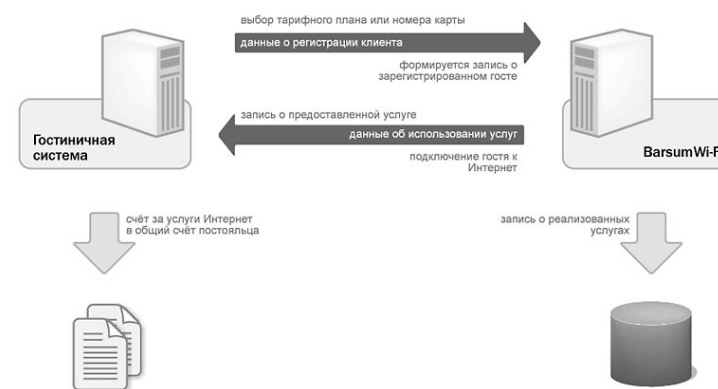 выбор тарифного плана или номера карты
данные о регистрации клиента
формируется запись о
зарегистрированном госте
запись о предоставленной услуге
данные об использовании услуг
подключение гостя к
Интернет
Гостиничная
система
BarsumWi-F
счёт за услуги Интернет
в общий счёт постояльца
запись о реализованных
услугах